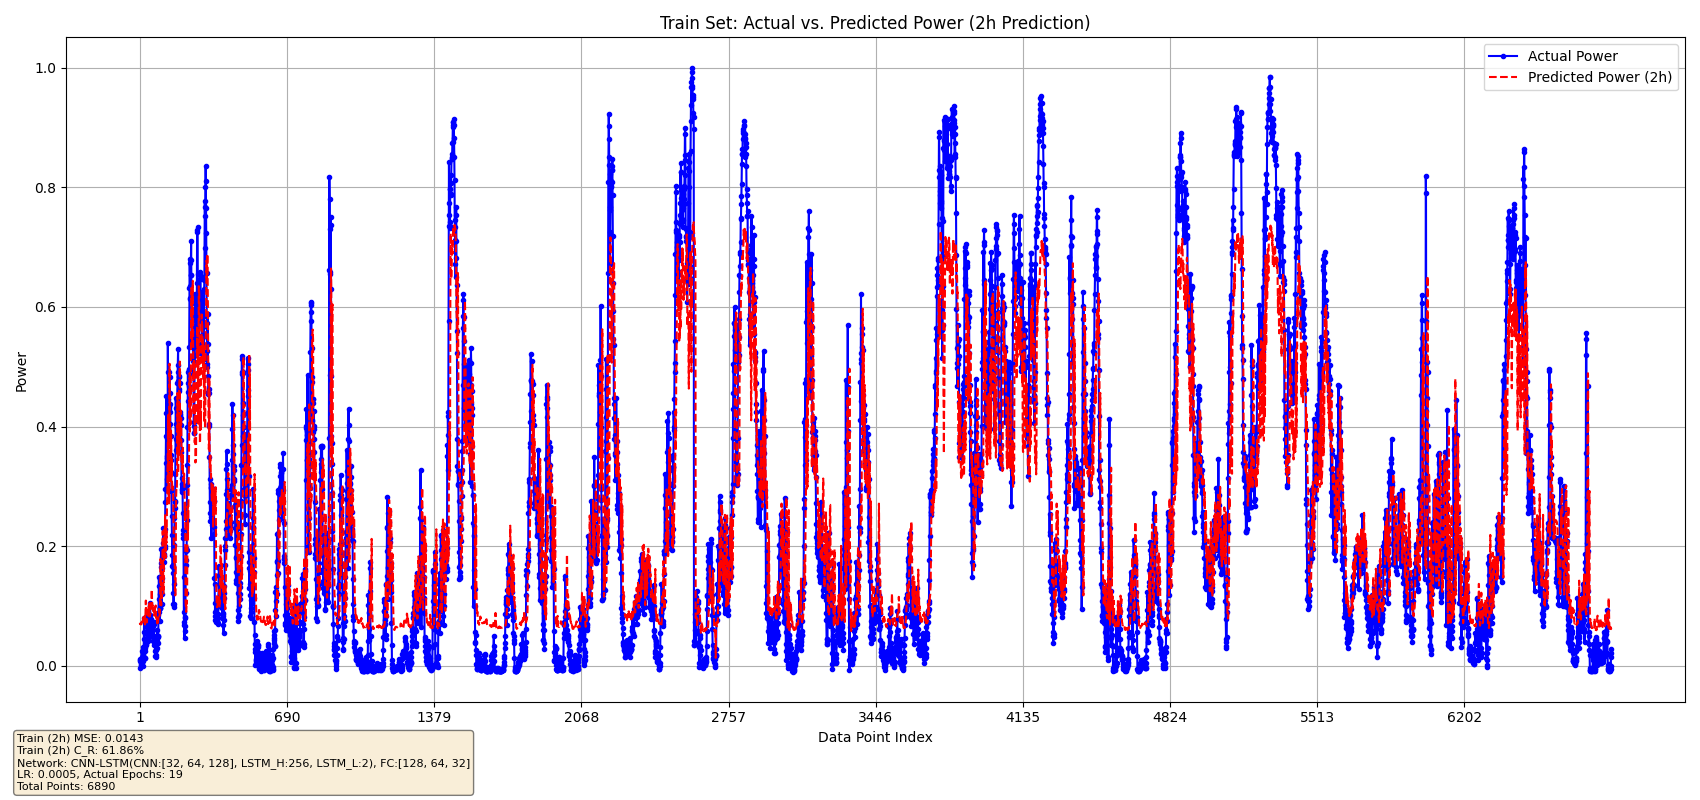 Train Set: Actual vs. Predicted Power (2h Prediction)
Actual Power
Predicted Power (2h)
Power
1.0
0.8
0.6
0.4
0.2
0.0
1 690 1379 2068 2757 3446 4135 4824 5513 6202
Data Point Index
Train (2h) MSE: 0.0143
Train (2h) C_R: 61.86%
Network: CNN-LSTM(CNN:[32, 64, 128], LSTM_H:256, LSTM_L:2), FC:[128, 64, 32]
LR: 0.0005, Actual Epochs: 19
Total Points: 6890